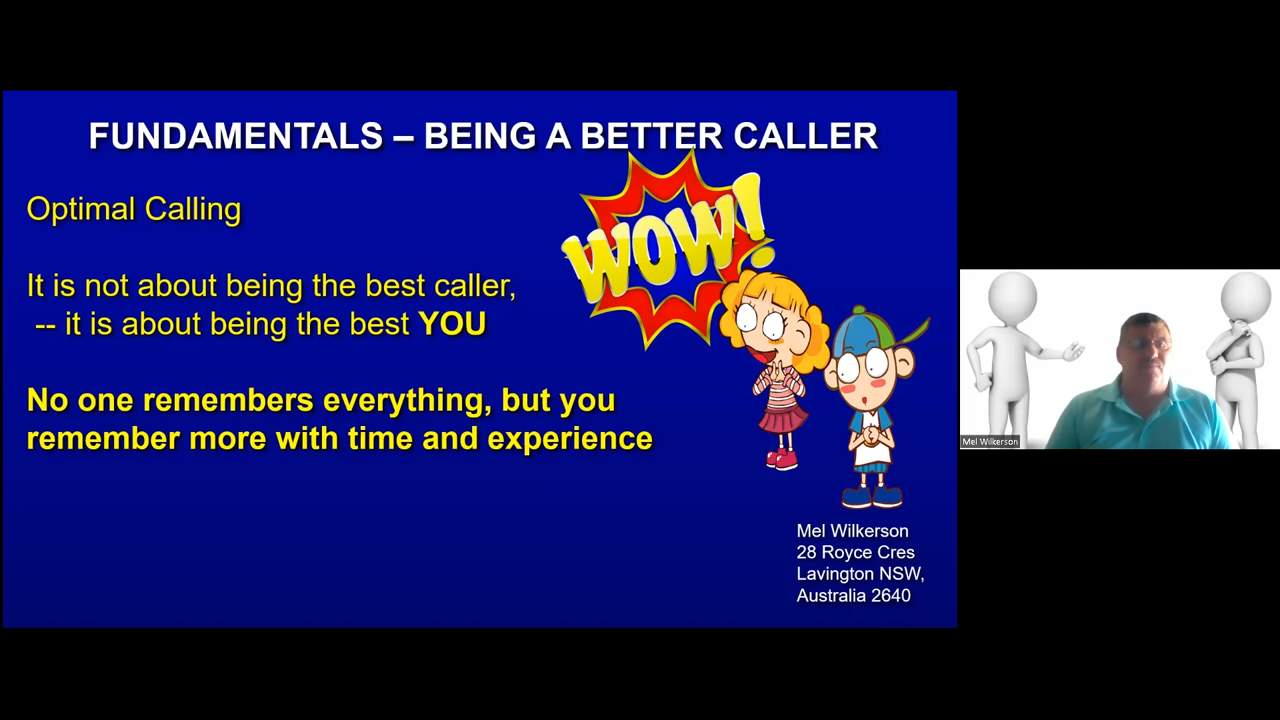 FUNDAMENTALS – BEING A BETTER CALLER
Optimal Calling
WOW!
It is not about being the best caller,
-- it is about being the best YOU
No one remembers everything, but you
remember more with time and experience
Mel Wilkerson
28 Royce Cres
Lavington NSW,
Australia 2640
Mel Wilkerson